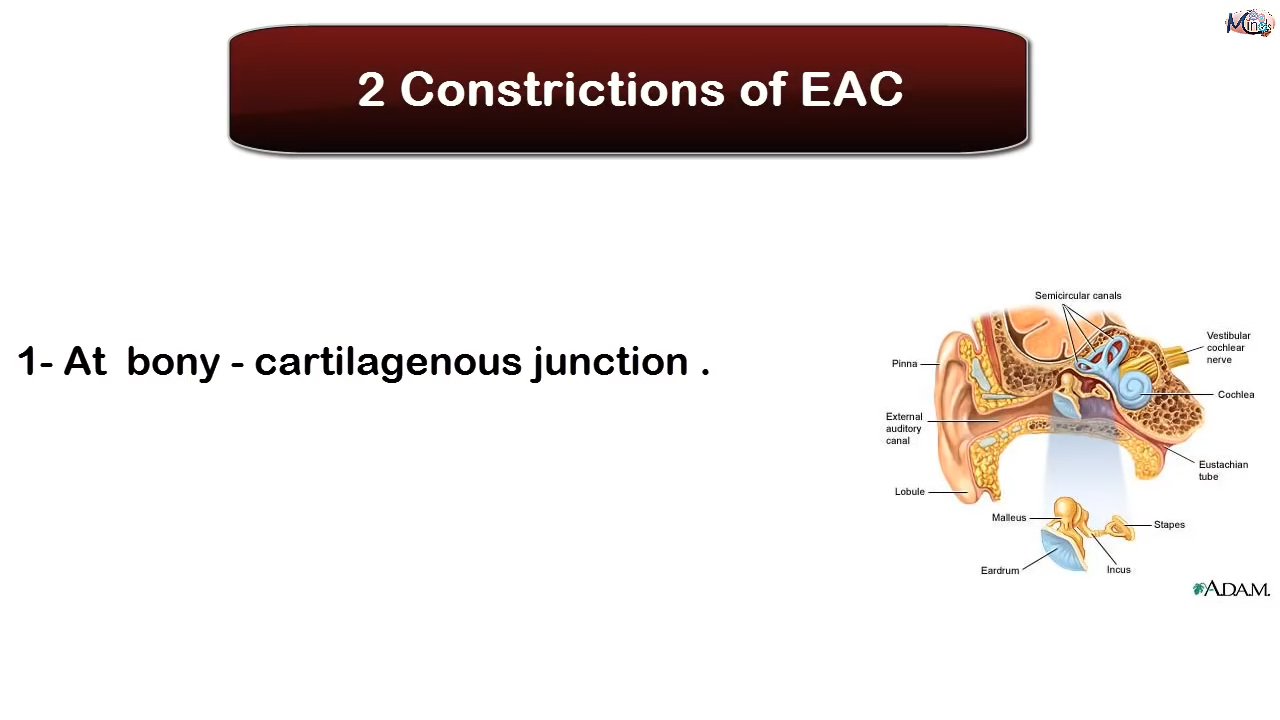 Minds
2 Constrictions of EAC
1- At bony - cartilagenous junction .
Semicircular canals
Vestibular
cochlear
nerve
Pinna
Cochlea
External
auditory
canal
Eustachian
tube
Lobule
Malleus
Stapes
Eardrum
Incus
A.D.A.M.